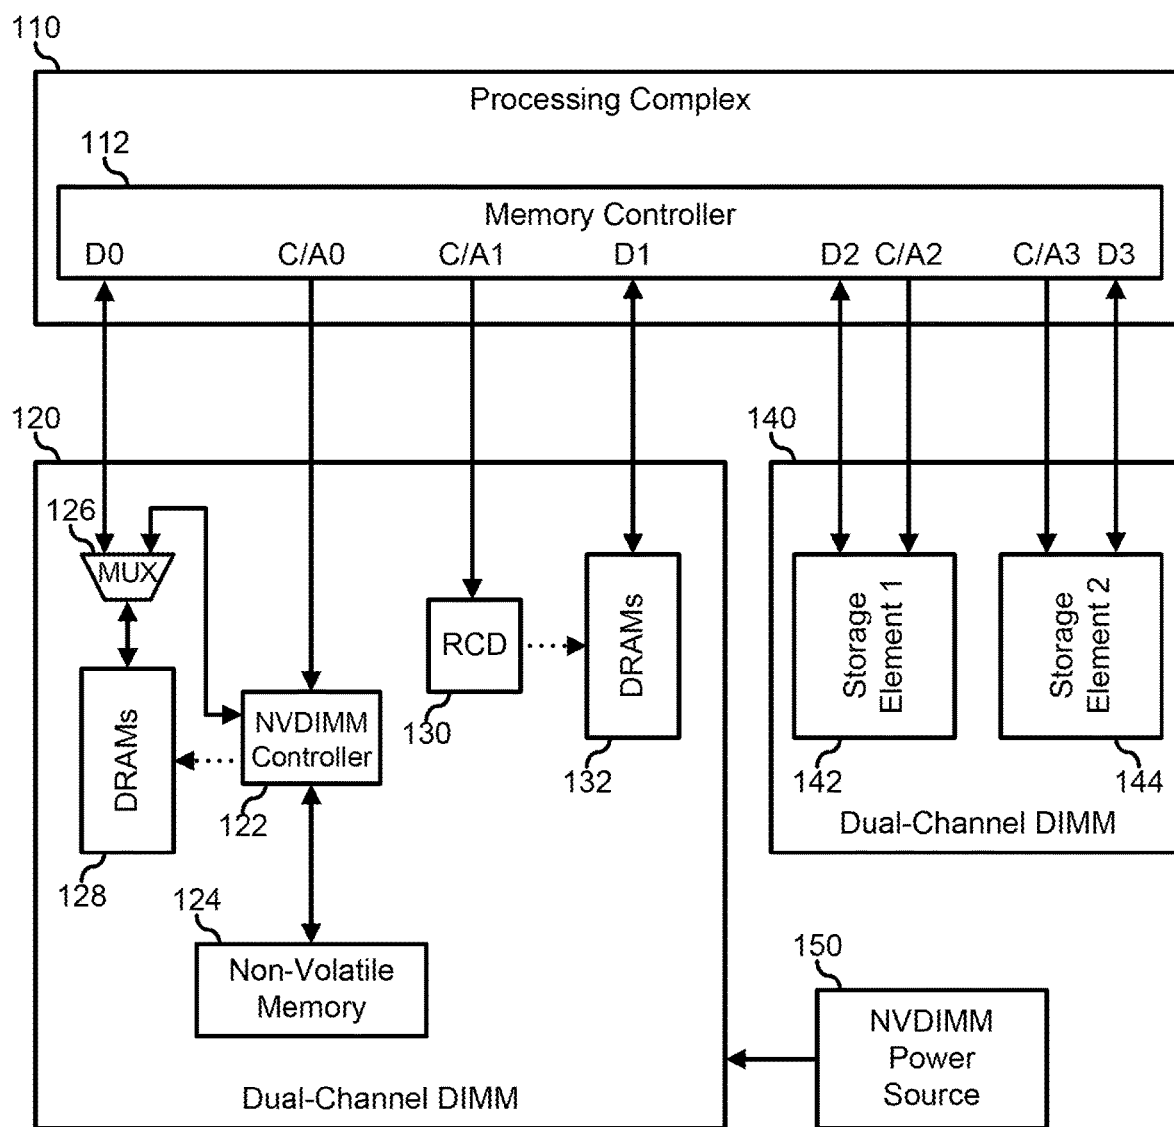 110
Processing Complex
112
Memory Controller
D0 C/A0 C/A1 D1 D2 C/A2 C/A3 D3
120
140
126
MUX
DRAMs
128
NVDIMM
Controller
122
124
Non-Volatile
Memory
RCD
130
DRAMs
132
Dual-Channel DIMM
Storage
Element 1
142
Storage
Element 2
144
Dual-Channel DIMM
150
NVDIMM
Power
Source